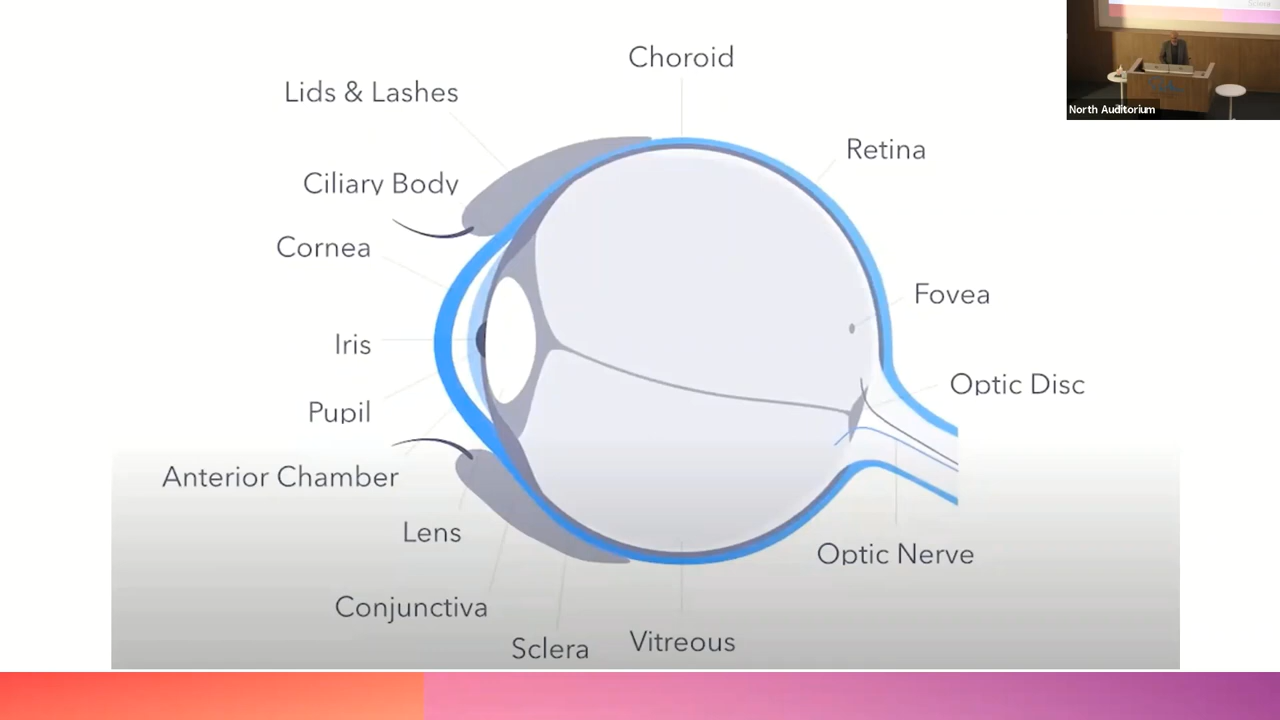 Choroid
Lids & Lashes
Retina
Ciliary Body
Cornea
Fovea
Iris
Optic Disc
Pupil
Anterior Chamber
Lens
Optic Nerve
Conjunctiva
Sclera
Vitreous
North Auditorium